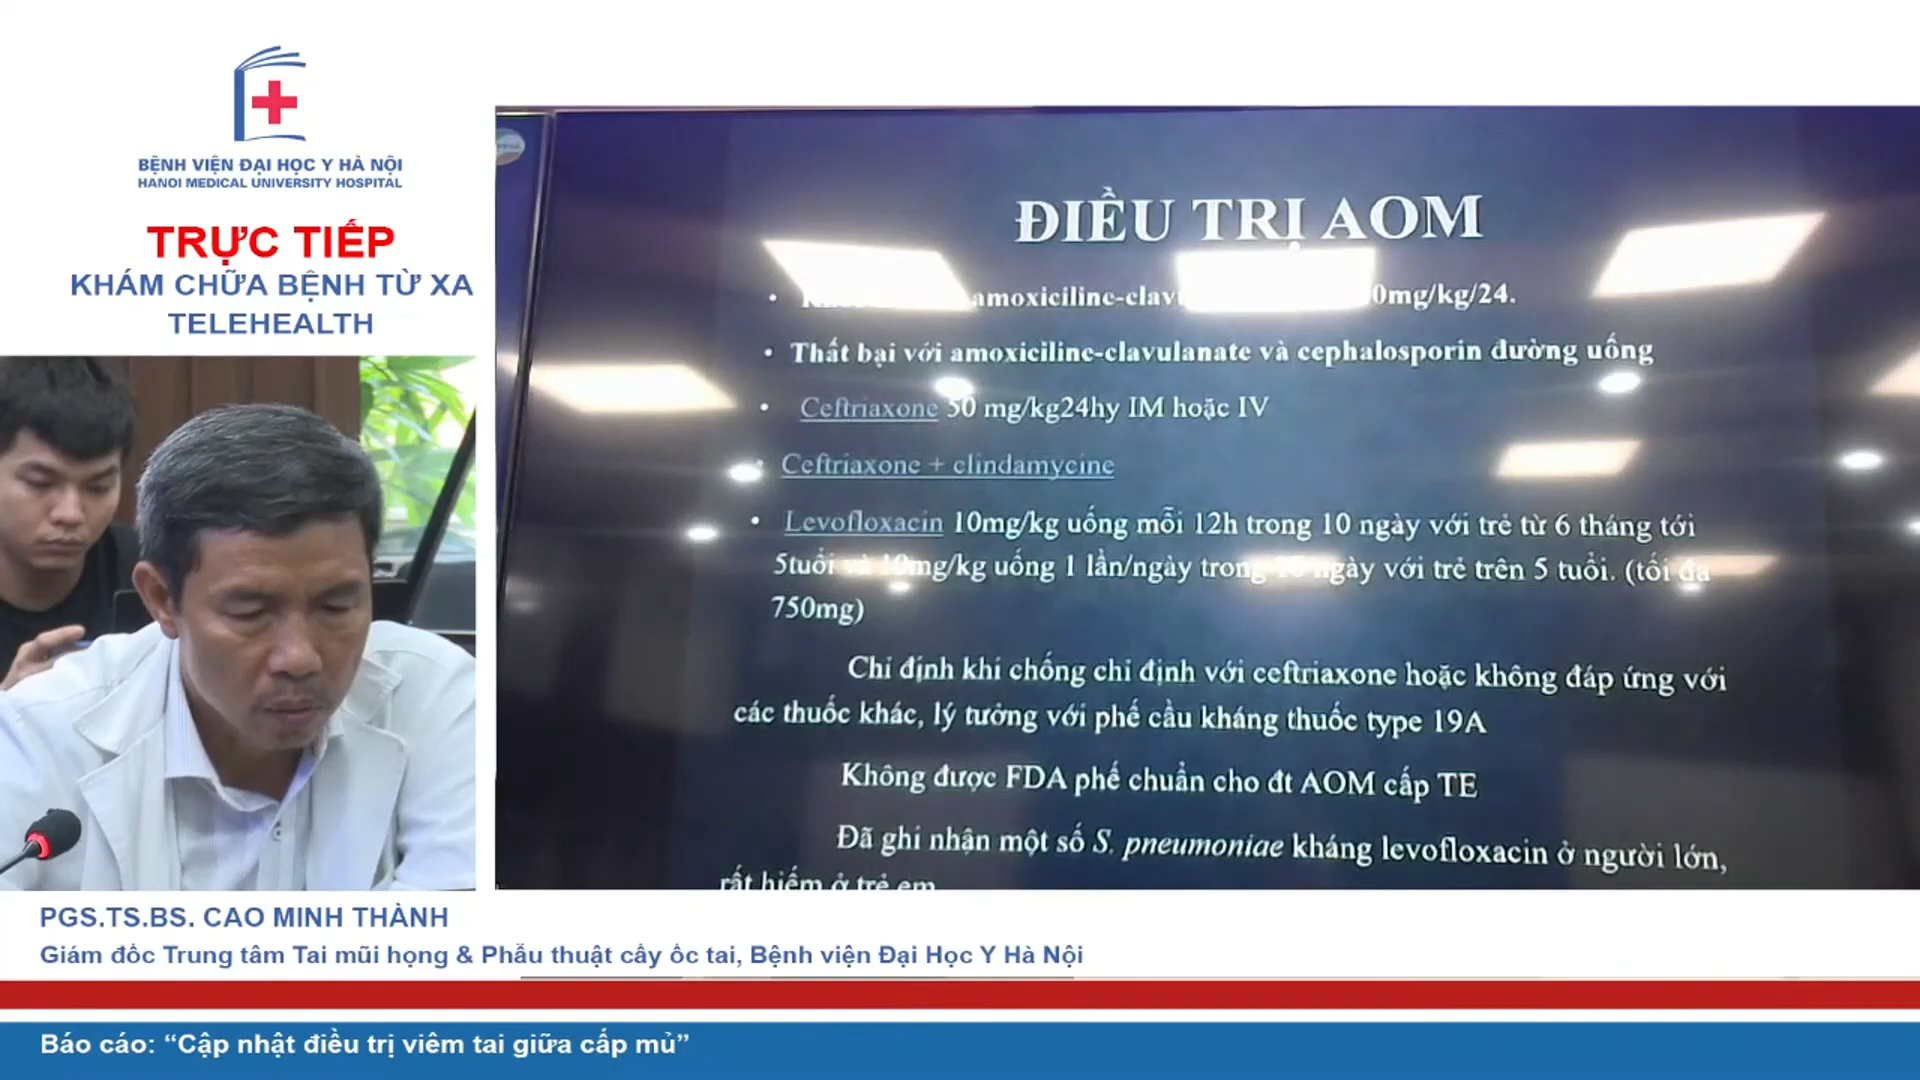 BỆNH VIỆN ĐẠI HỌC Y HÀ NỘI
HANOI MEDICAL UNIVERSITY HOSPITAL
TRỰC TIẾP
KHÁM CHỮA BỆNH TỪ XA
TELEHEALTH
ĐIỀU TRỊ AOM
• amoxiciline-clav 0mg/kg/24.
• Thất bại với amoxiciline-clavulanate và cephalosporin đường uống
• Ceftriaxone 50 mg/kg24hy IM hoặc IV
• Ceftriaxone + clindamycine
• Levofloxacin 10mg/kg uống mỗi 12h trong 10 ngày với trẻ từ 6 tháng tới
5tuổi và 10mg/kg uống 1 lần/ngày trong ngày với trẻ trên 5 tuổi. (tối đa
750mg)
Chỉ định khi chống chỉ định với ceftriaxone hoặc không đáp ứng với
các thuốc khác, lý tưởng với phế cầu kháng thuốc type 19A
Không được FDA phê chuẩn cho đt AOM cấp TE
Đã ghi nhận một số S. pneumoniae kháng levofloxacin ở người lớn,
rất hiếm ở trẻ em
PGS.TS.BS. CAO MINH THÀNH
Giám đốc Trung tâm Tai mũi họng & Phẫu thuật cấy ốc tai, Bệnh viện Đại Học Y Hà Nội
Báo cáo: “Cập nhật điều trị viêm tai giữa cấp mủ”